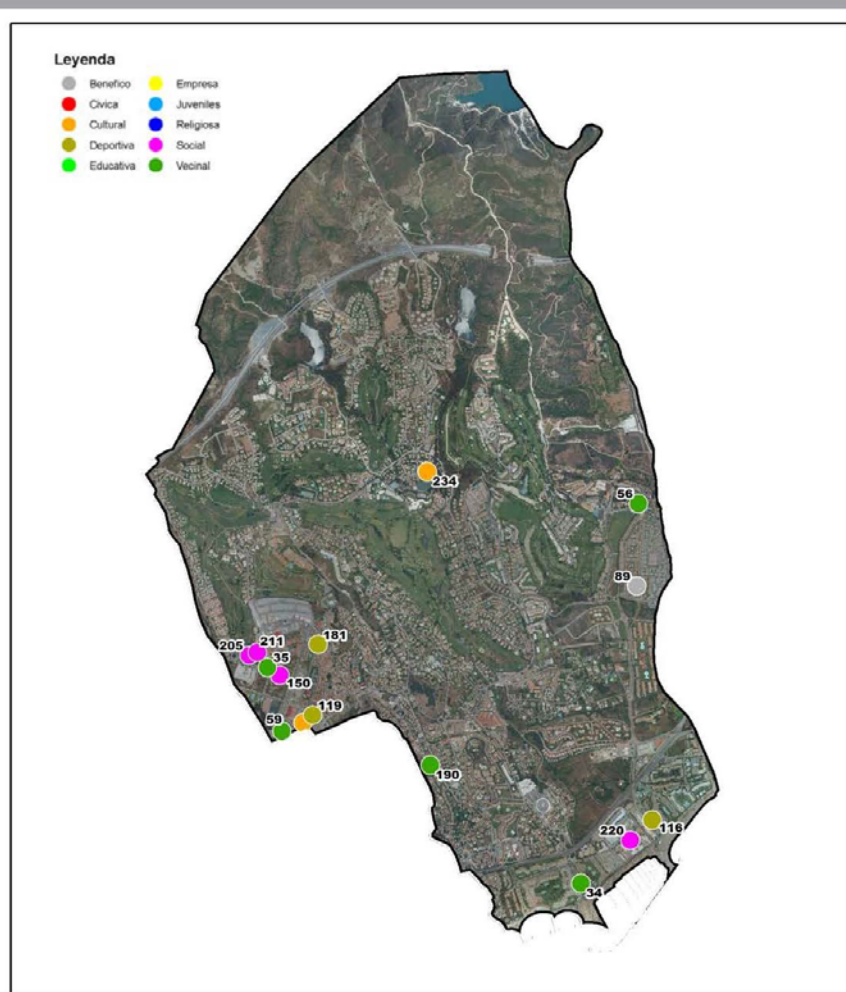 Leyenda
Benefico Empresa
Civica Juveniles
Cultural Religiosa
Deportiva Social
Educativa Vecinal
234
56
89
181
211
205
35
150
119
59
190
116
220
34